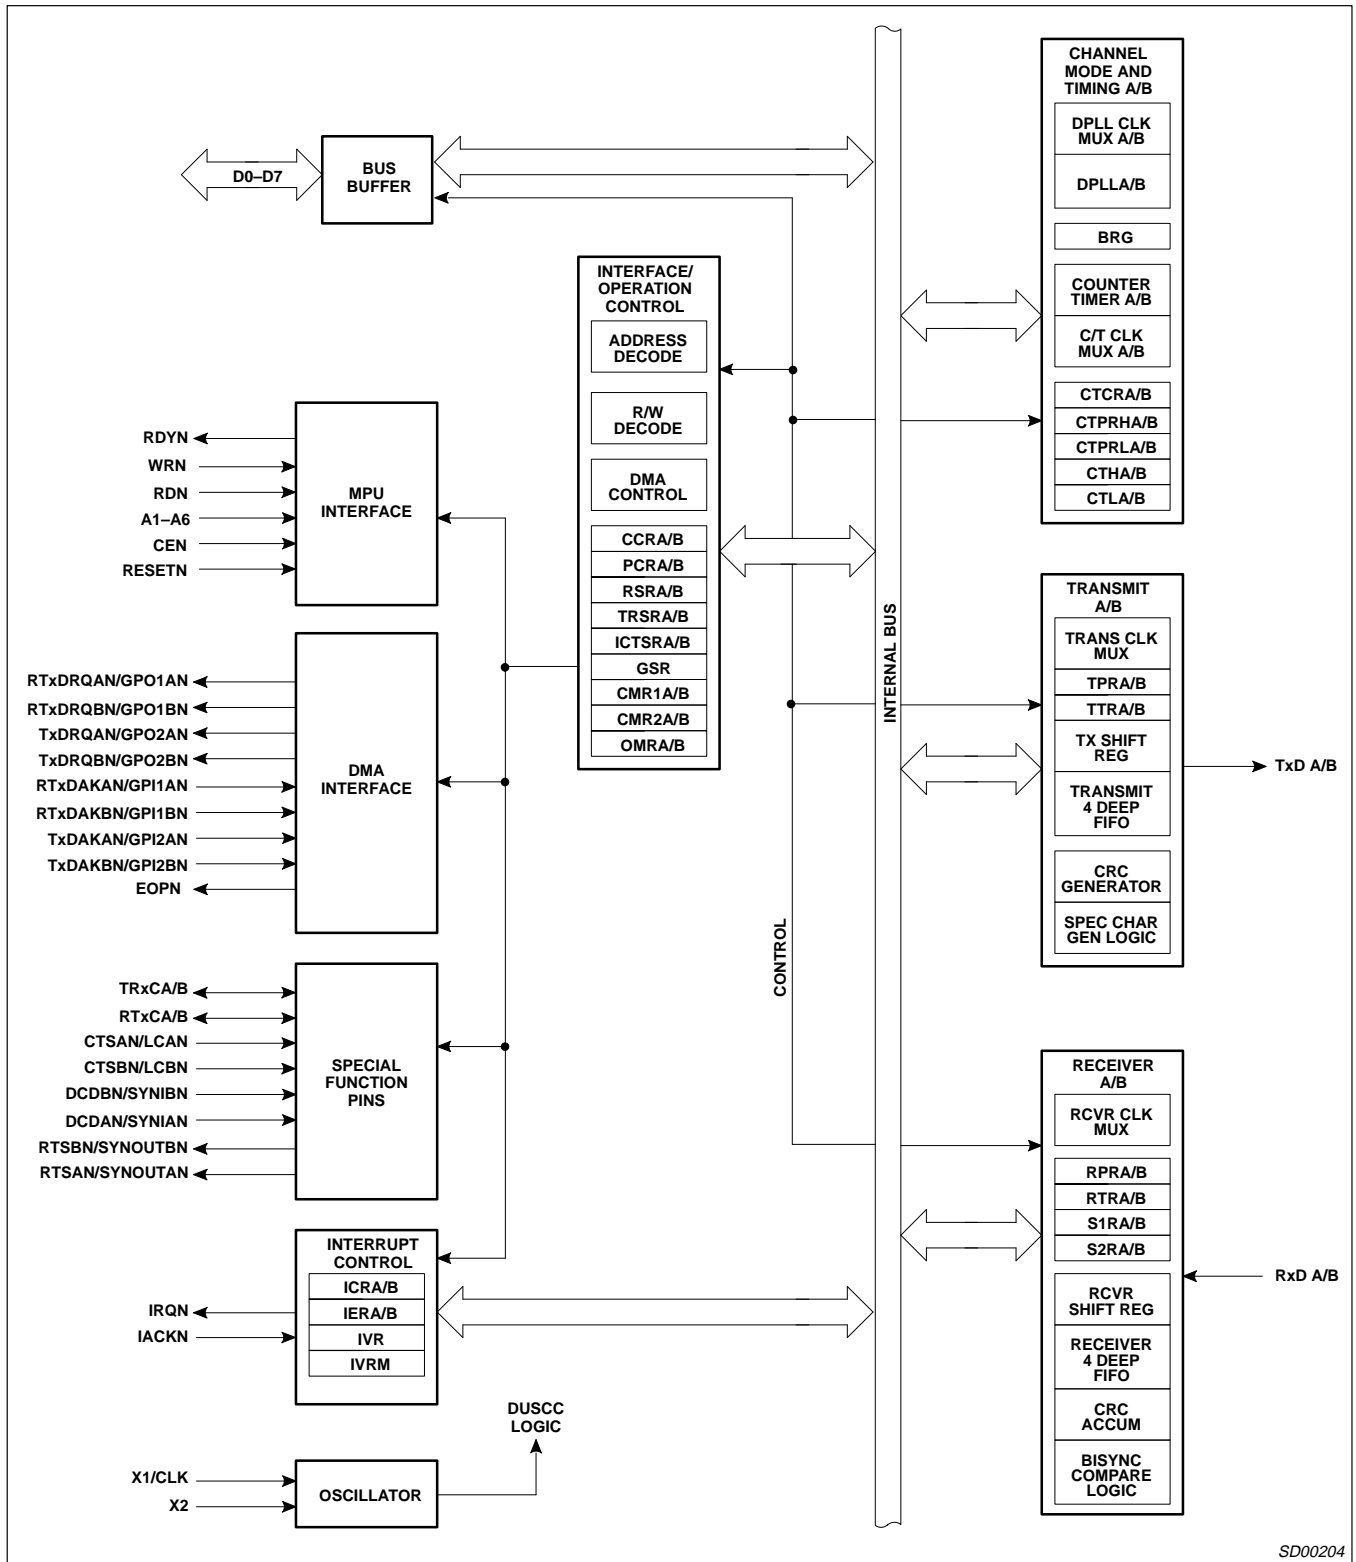 D0–D7
BUS
BUFFER
INTERFACE/
OPERATION
CONTROL
ADDRESS
DECODE
R/W
DECODE
DMA
CONTROL
CCRA/B
PCRA/B
RSRA/B
TRSRA/B
ICTSRA/B
GSR
CMR1A/B
CMR2A/B
OMRA/B
RDYN
WRN
RDN
A1–A6
CEN
RESETN
MPU
INTERFACE
RTxDRQAN/GPO1AN
RTxDRQBN/GPO1BN
TxDRQAN/GPO2AN
TxDRQBN/GPO2BN
RTxDAKAN/GPI1AN
RTxDAKBN/GPI1BN
TxDAKAN/GPI2AN
TxDAKBN/GPI2BN
EOPN
DMA
INTERFACE
TRxCA/B
RTxCA/B
CTSAN/LCAN
CTSBN/LCBN
DCDBN/SYNIBN
DCDAN/SYNIAN
RTSBN/SYNOUTBN
RTSAN/SYNOUTAN
SPECIAL
FUNCTION
PINS
IRQN
IACKN
INTERRUPT
CONTROL
ICRA/B
IERA/B
IVR
IVRM
X1/CLK
X2
OSCILLATOR
DUSCC
LOGIC
CONTROL
INTERNAL BUS
CHANNEL
MODE AND
TIMING A/B
DPLL CLK
MUX A/B
DPLLA/B
BRG
COUNTER
TIMER A/B
C/T CLK
MUX A/B
CTCRA/B
CTPRHA/B
CTPRLA/B
CTHA/B
CTLA/B
TRANSMIT
A/B
TRANS CLK
MUX
TPRA/B
TTRA/B
TX SHIFT
REG
TRANSMIT
4 DEEP
FIFO
CRC
GENERATOR
SPEC CHAR
GEN LOGIC
TxD A/B
RECEIVER
A/B
RCVR CLK
MUX
RPRA/B
RTRA/B
S1RA/B
S2RA/B
RCVR
SHIFT REG
RECEIVER
4 DEEP
FIFO
CRC
ACCUM
BISYNC
COMPARE
LOGIC
RxD A/B
SD00204